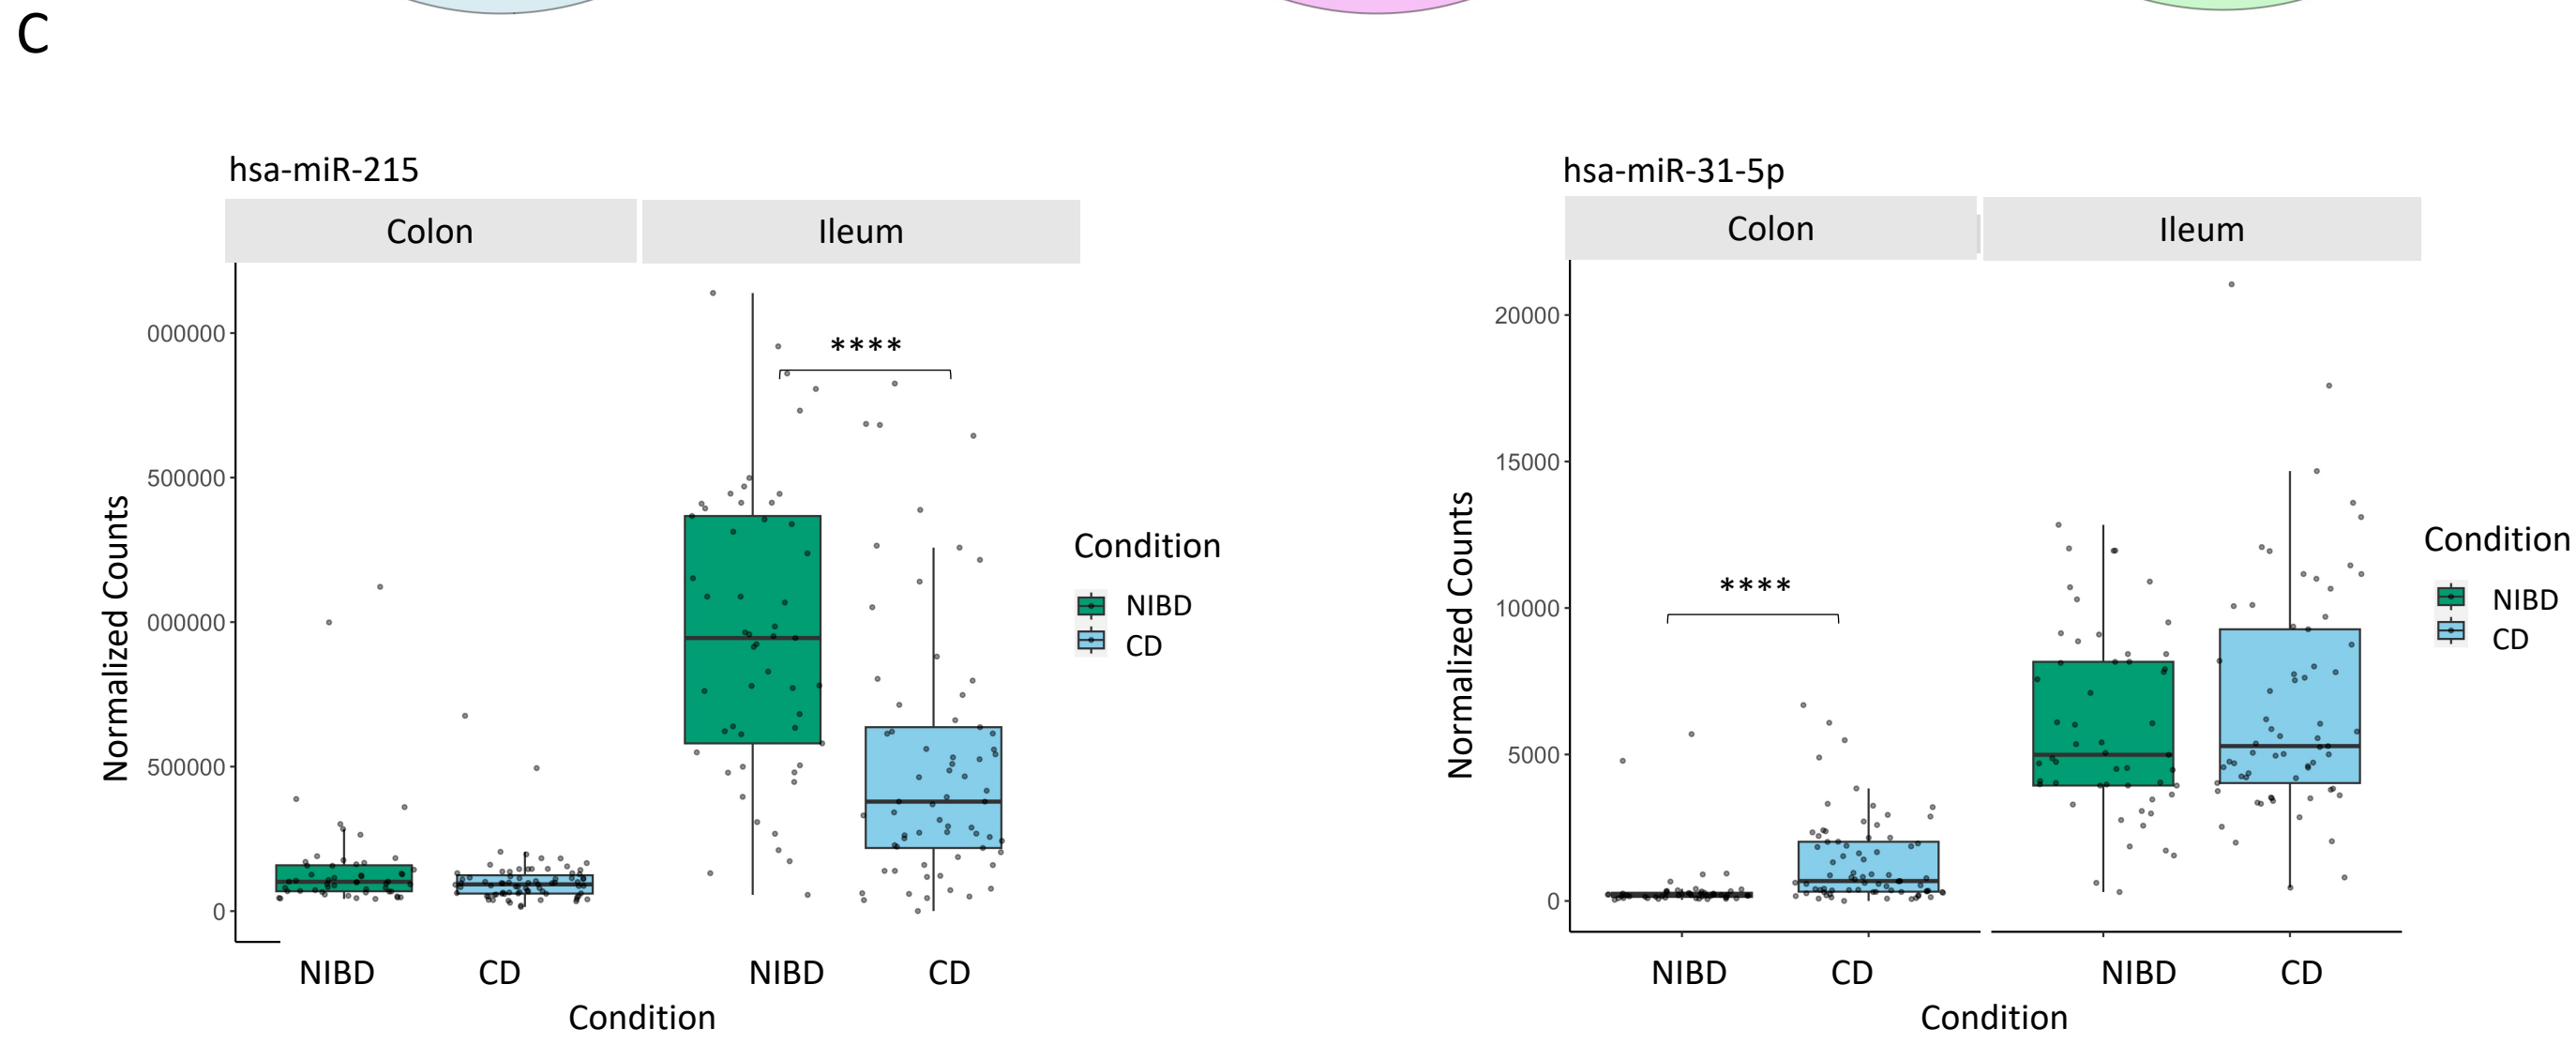 C
hsa-miR-215
Colon
Ileum
000000
500000
000000
500000
0
Normalized Counts
****
NIBD
CD
NIBD
CD
Condition
Condition
NIBD
CD
hsa-miR-31-5p
Colon
Ileum
20000
15000
10000
5000
0
Normalized Counts
****
NIBD
CD
NIBD
CD
Condition
Condition
NIBD
CD